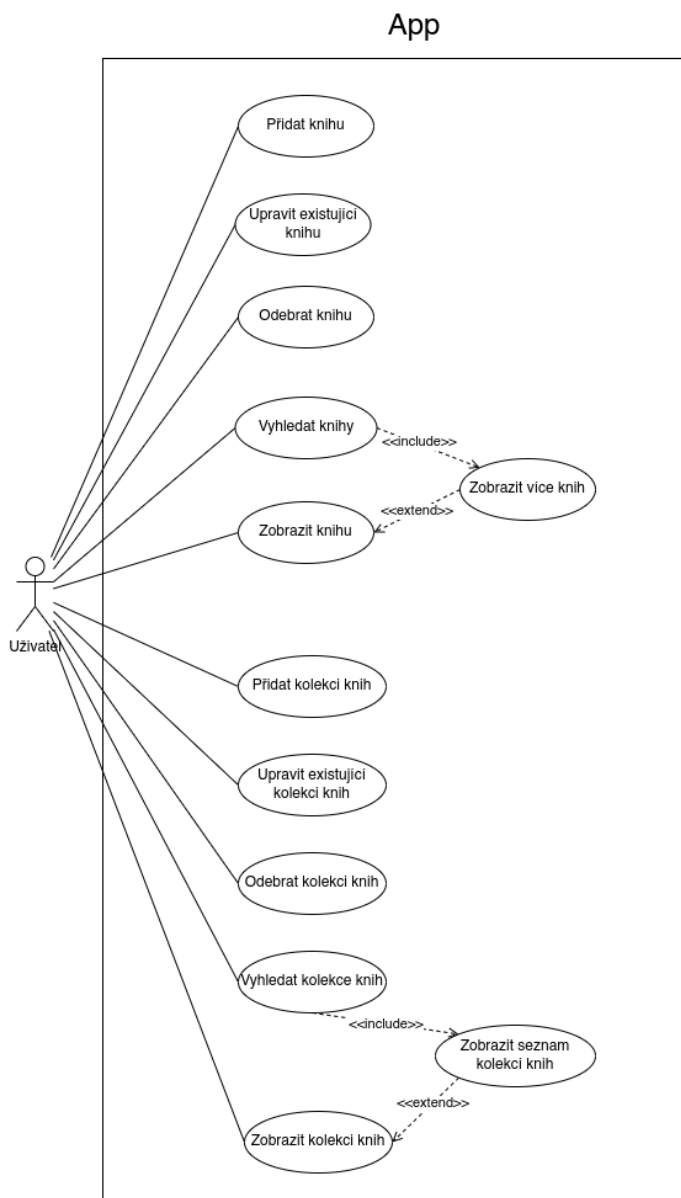 App
Přidat knihu
Upravit existující
knihu
Odebrat knihu
Vyhledat knihy
<<include>>
Zobrazit více knih
<<extend>>
Zobrazit knihu
Uživatel
Přidat kolekci knih
Upravit existující
kolekci knih
Odebrat kolekci knih
Vyhledat kolekce knih
<<include>>
Zobrazit seznam
kolekcí knih
<<extend>>
Zobrazit kolekci knih